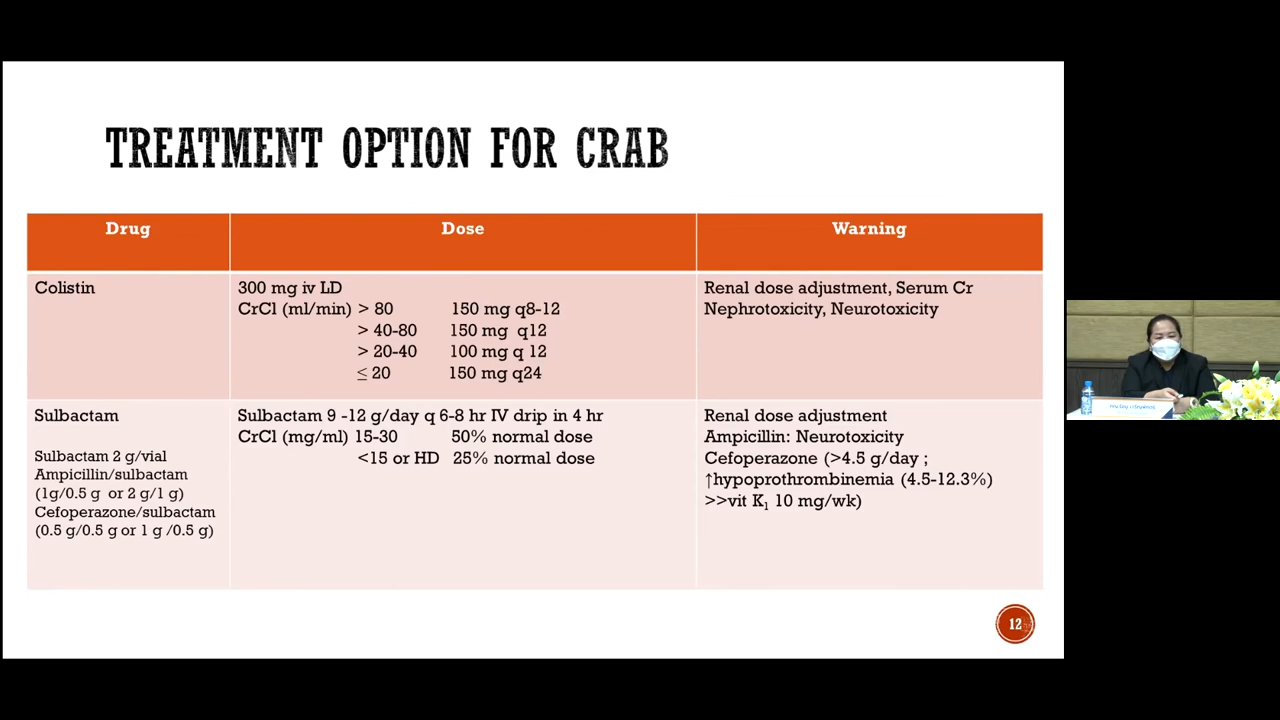 TREATMENT OPTION FOR CRAB
Drug
Dose
Warning
Colistin
300 mg iv LD
CrCl (ml/min) > 80 150 mg q8-12
> 40-80 150 mg q12
> 20-40 100 mg q 12
≤ 20 150 mg q24
Renal dose adjustment, Serum Cr
Nephrotoxicity, Neurotoxicity
Sulbactam
Sulbactam 2 g/vial
Ampicillin/sulbactam
(1g/0.5 g or 2 g/1 g)
Cefoperazone/sulbactam
(0.5 g/0.5 g or 1 g /0.5 g)
Sulbactam 9 -12 g/day q 6-8 hr IV drip in 4 hr
CrCl (mg/ml) 15-30 50% normal dose
<15 or HD 25% normal dose
Renal dose adjustment
Ampicillin: Neurotoxicity
Cefoperazone (>4.5 g/day ;
↑hypoprothrombinemia (4.5-12.3%)
>>vit K₁ 10 mg/wk)
12